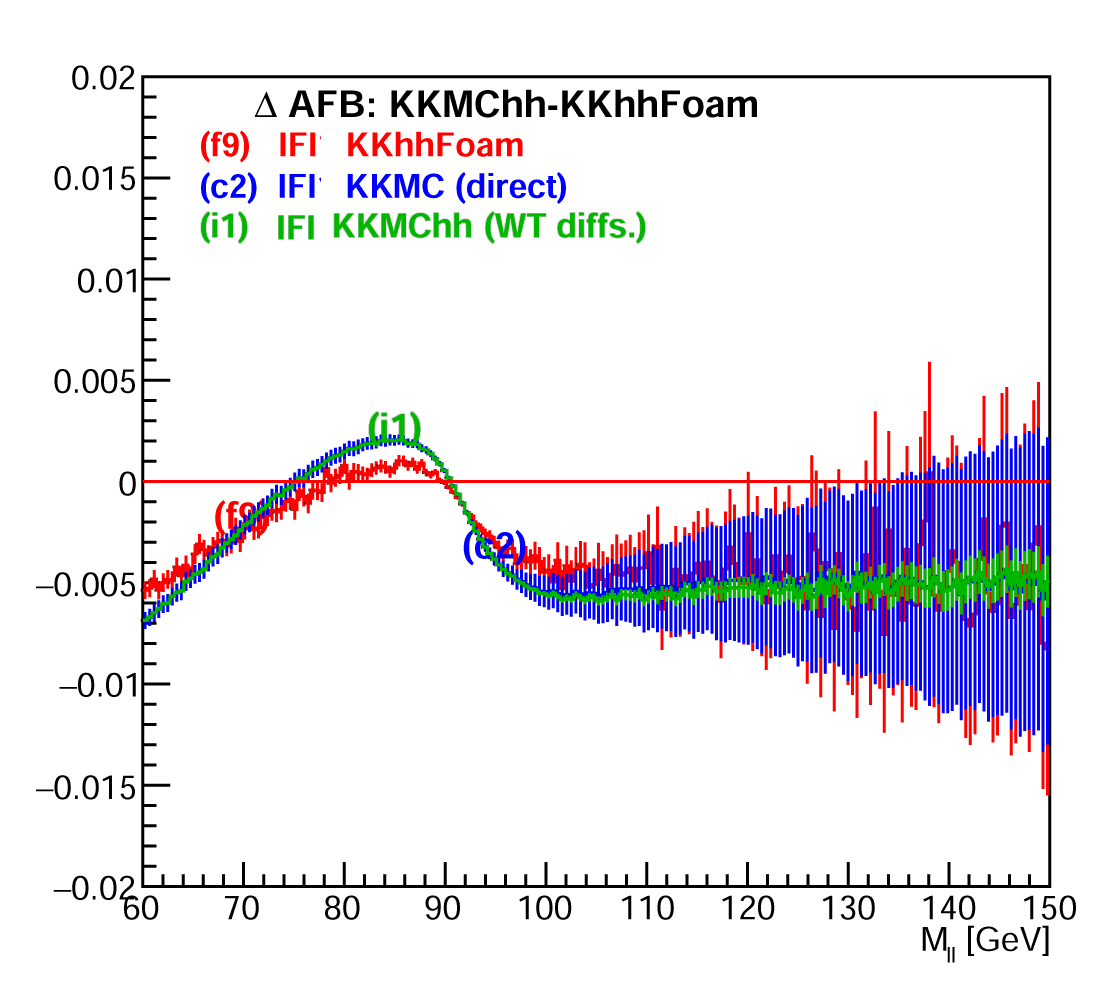 0.02
Δ AFB: KKMChh-KKhhFoam
(f9) IFI KKhhFoam
(c2) IFI KKMC (direct)
(i1) IFI KKMChh (WT diffs.)
0.015
0.01
0.005
(i1)
0
(f9)
(c2)
−0.005
−0.01
−0.015
−0.02
60 70 80 90 100 110 120 130 140 150
M_ll [GeV]